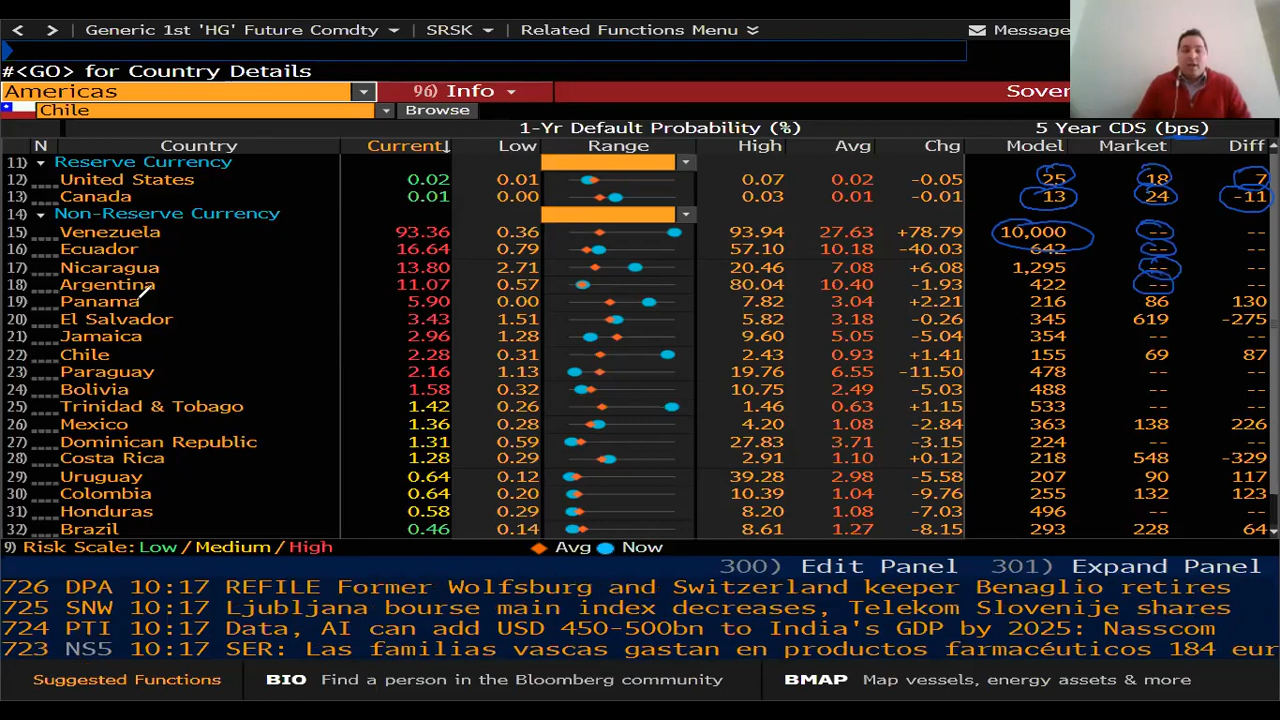 < > Generic 1st 'HG' Future Comdty SRSK Related Functions Menu Message
#<GO> for Country Details
Americas 96) Info Sover
Chile Browse
1-Yr Default Probability (%) 5 Year CDS (bps)
N Country Current↓ Low Range High Avg Chg Model Market Diff
11) Reserve Currency
12) United States 0.02 0.01 0.07 0.02 -0.05 25 18 7
13) Canada 0.01 0.00 0.03 0.01 -0.01 13 24 -11
14) Non-Reserve Currency
15) Venezuela 93.36 0.36 93.94 27.63 +78.79 10,000 -- --
16) Ecuador 16.64 0.79 57.10 10.18 -40.03 642 -- --
17) Nicaragua 13.80 2.71 20.46 7.08 +6.08 1,295 -- --
18) Argentina 11.07 0.57 80.04 10.40 -1.93 422 -- --
19) Panama 5.90 0.00 7.82 3.04 +2.21 216 86 130
20) El Salvador 3.43 1.51 5.82 3.18 -0.26 345 619 -275
21) Jamaica 2.96 1.28 9.60 5.05 -5.04 354 -- --
22) Chile 2.28 0.31 2.43 0.93 +1.41 155 69 87
23) Paraguay 2.16 1.13 19.76 6.55 -11.50 478 -- --
24) Bolivia 1.58 0.32 10.75 2.49 -5.03 488 -- --
25) Trinidad & Tobago 1.42 0.26 1.46 0.63 +1.15 533 -- --
26) Mexico 1.36 0.28 4.20 1.08 -2.84 363 138 226
27) Dominican Republic 1.31 0.59 27.83 3.71 -3.15 224 -- --
28) Costa Rica 1.28 0.29 2.91 1.10 +0.12 218 548 -329
29) Uruguay 0.64 0.12 39.28 2.98 -5.58 207 90 117
30) Colombia 0.64 0.20 10.39 1.04 -9.76 255 132 123
31) Honduras 0.58 0.29 8.20 1.08 -7.03 496 -- --
32) Brazil 0.46 0.14 8.61 1.27 -8.15 293 228 64
9) Risk Scale: Low/Medium/High Avg Now
300) Edit Panel 301) Expand Panel
726 DPA 10:17 REFILE Former Wolfsburg and Switzerland keeper Benaglio retires
725 SNW 10:17 Ljubljana bourse main index decreases, Telekom Slovenije shares
724 PTI 10:17 Data, AI can add USD 450-500bn to India's GDP by 2025: Nasscom
723 NS5 10:17 SER: Las familias vascas gastan en productos farmacéuticos 184 eur
Suggested Functions BIO Find a person in the Bloomberg community BMAP Map vessels, energy assets & more